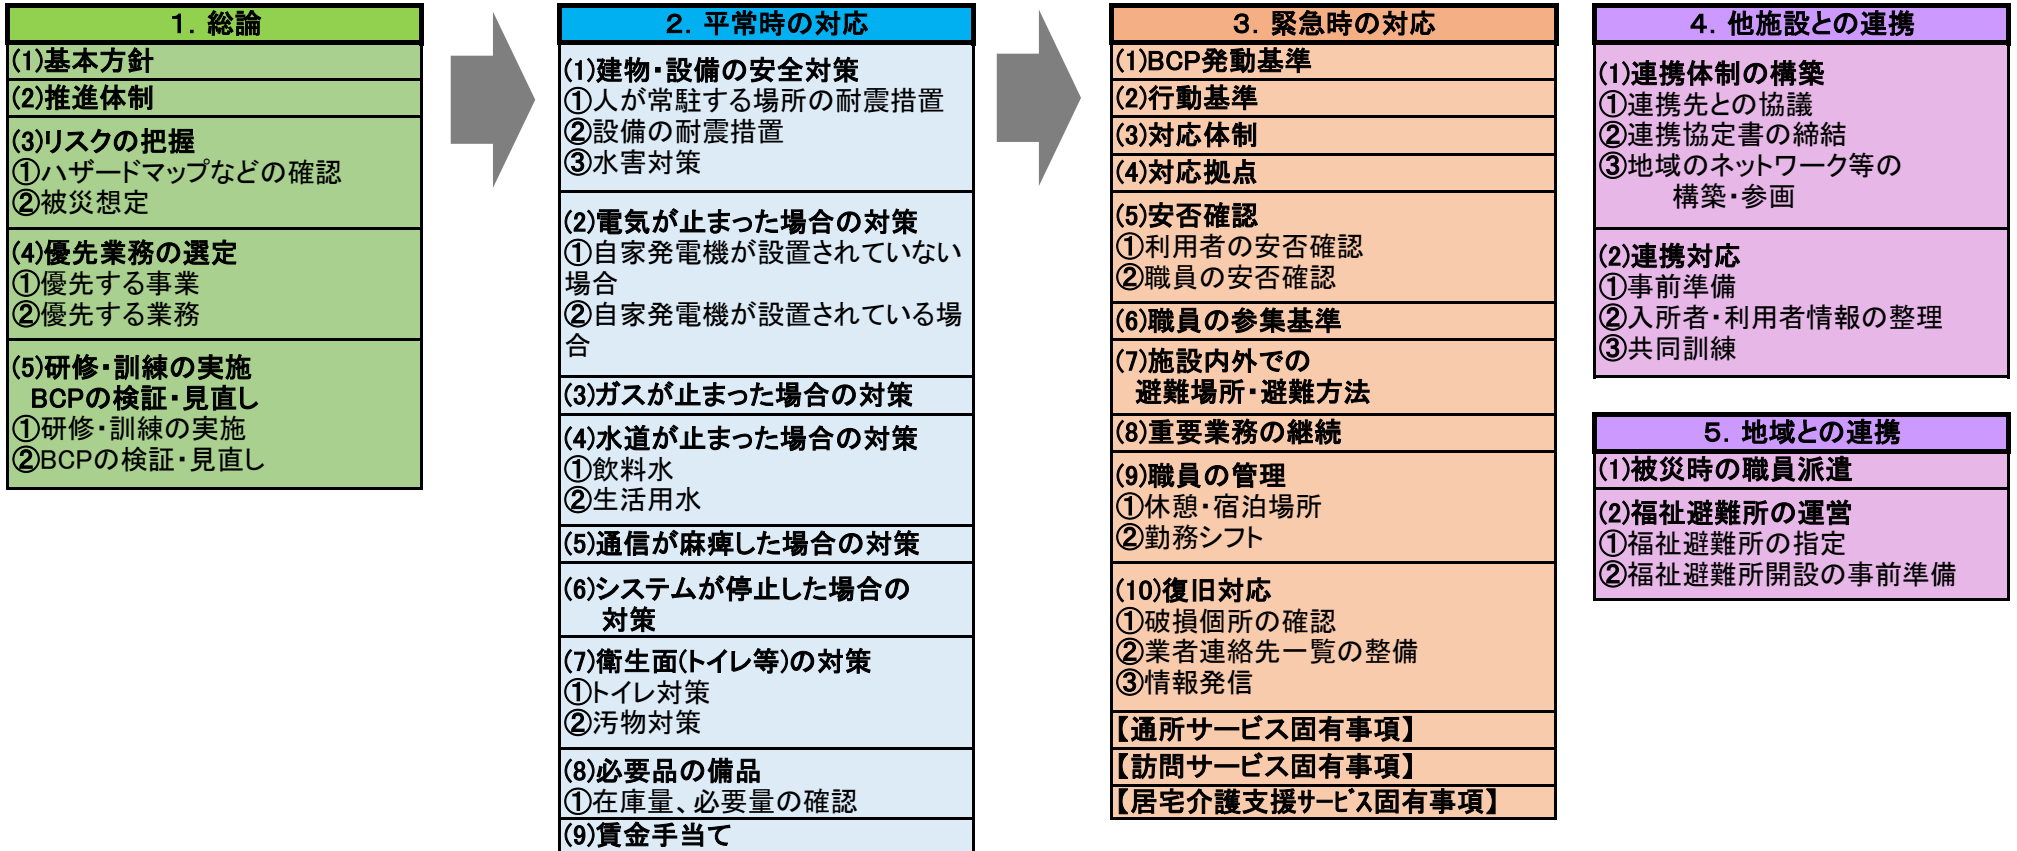 １．総論
(1)基本方針
(2)推進体制
(3)リスクの把握
①ハザードマップなどの確認
②被災想定
(4)優先業務の選定
①優先する事業
②優先する業務
(5)研修・訓練の実施
BCPの検証・見直し
①研修・訓練の実施
②BCPの検証・見直し
２．平常時の対応
(1)建物・設備の安全対策
①人が常駐する場所の耐震措置
②設備の耐震措置
③水害対策
(2)電気が止まった場合の対策
①自家発電機が設置されていない
場合
②自家発電機が設置されている場
合
(3)ガスが止まった場合の対策
(4)水道が止まった場合の対策
①飲料水
②生活用水
(5)通信が麻痺した場合の対策
(6)システムが停止した場合の
対策
(7)衛生面(トイレ等)の対策
①トイレ対策
②汚物対策
(8)必要品の備品
①在庫量、必要量の確認
(9)賃金手当て
３．緊急時の対応
(1)BCP発動基準
(2)行動基準
(3)対応体制
(4)対応拠点
(5)安否確認
①利用者の安否確認
②職員の安否確認
(6)職員の参集基準
(7)施設内外での
避難場所・避難方法
(8)重要業務の継続
(9)職員の管理
①休憩・宿泊場所
②勤務シフト
(10)復旧対応
①破損個所の確認
②業者連絡先一覧の整備
③情報発信
【通所サービス固有事項】
【訪問サービス固有事項】
【居宅介護支援ｻｰﾋﾞｽ固有事項】
４．他施設との連携
(1)連携体制の構築
①連携先との協議
②連携協定書の締結
③地域のネットワーク等の
構築・参画
(2)連携対応
①事前準備
②入所者・利用者情報の整理
③共同訓練
５．地域との連携
(1)被災時の職員派遣
(2)福祉避難所の運営
①福祉避難所の指定
②福祉避難所開設の事前準備